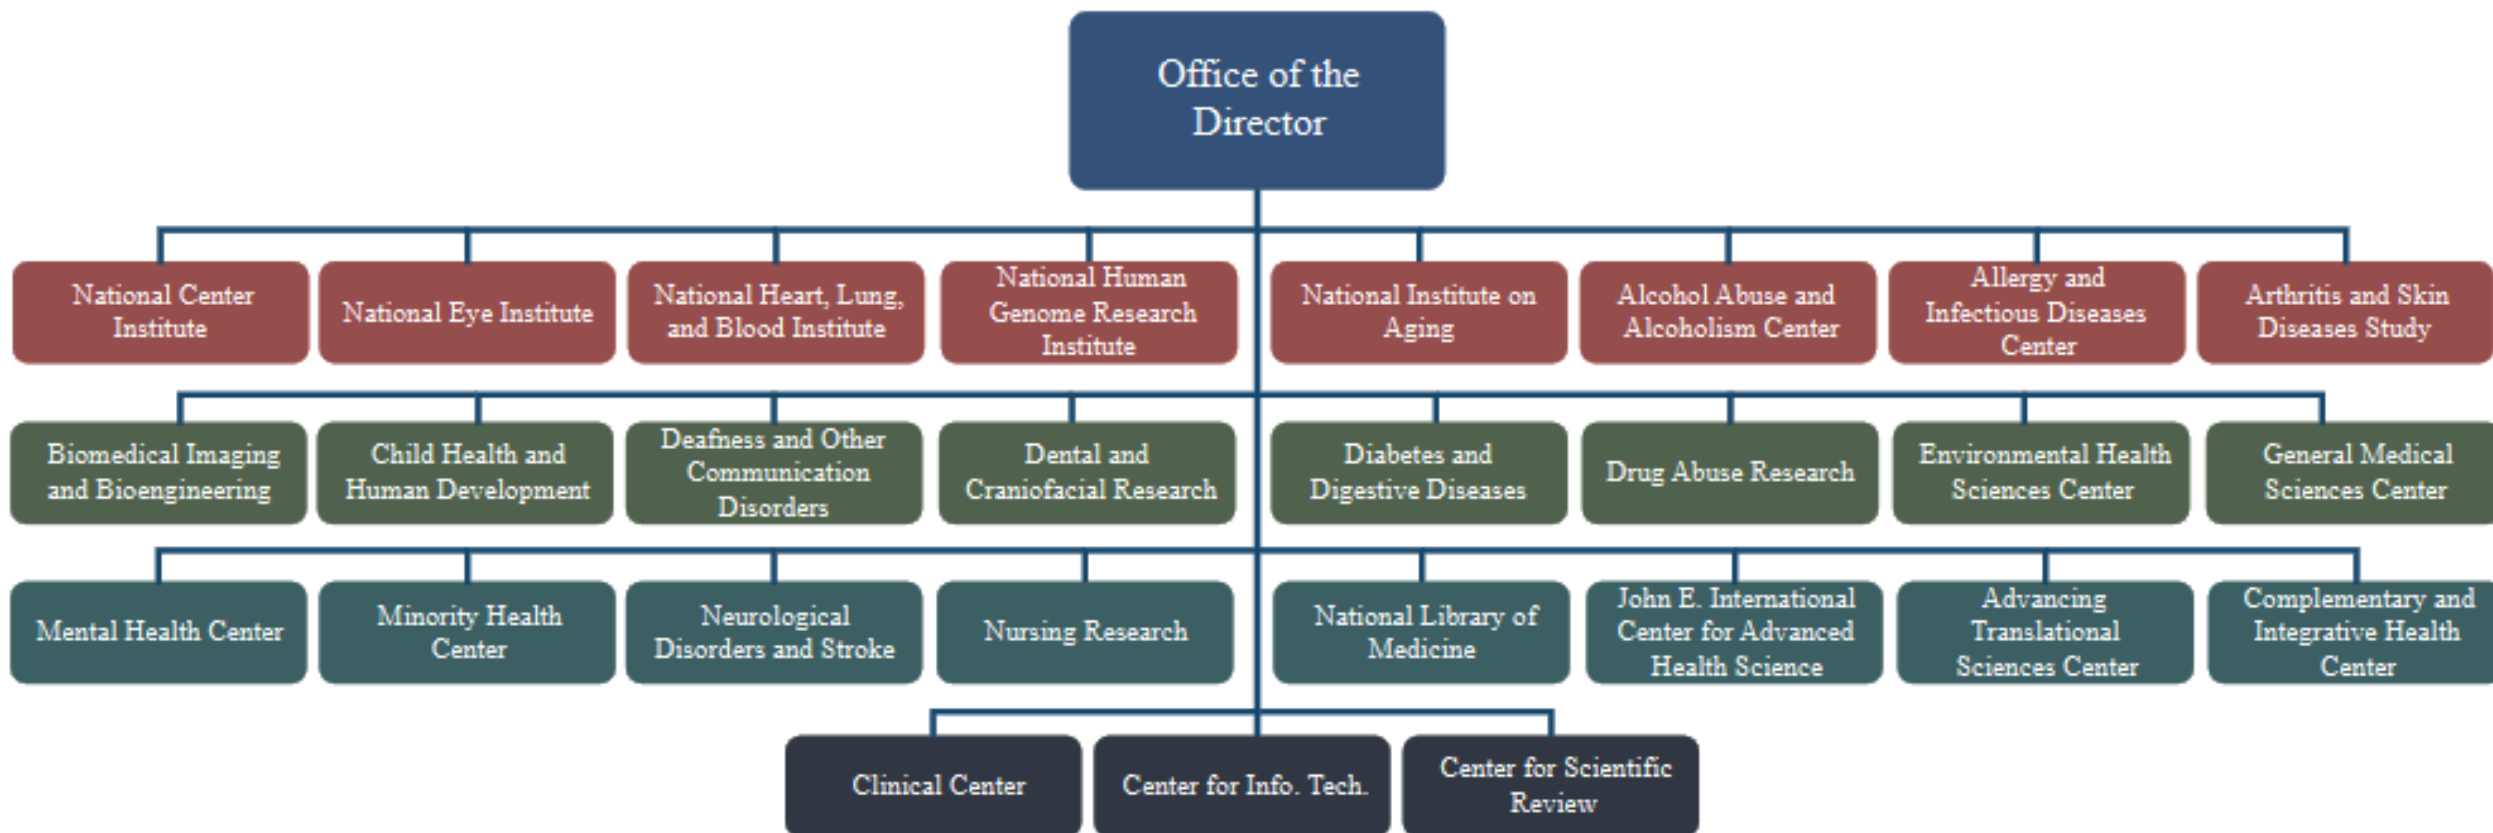 Office of the
Director
National Center
Institute
National Eye Institute
National Heart, Lung,
and Blood Institute
National Human
Genome Research
Institute
National Institute on
Aging
Alcohol Abuse and
Alcoholism Center
Allergy and
Infectious Diseases
Center
Arthritis and Skin
Diseases Study
Biomedical Imaging
and Bioengineering
Child Health and
Human Development
Deafness and Other
Communication
Disorders
Dental and
Craniofacial Research
Diabetes and
Digestive Diseases
Drug Abuse Research
Environmental Health
Sciences Center
General Medical
Sciences Center
Mental Health Center
Minority Health
Center
Neurological
Disorders and Stroke
Nursing Research
National Library of
Medicine
John E. International
Center for Advanced
Health Science
Advancing
Translational
Sciences Center
Complementary and
Integrative Health
Center
Clinical Center
Center for Info. Tech.
Center for Scientific
Review